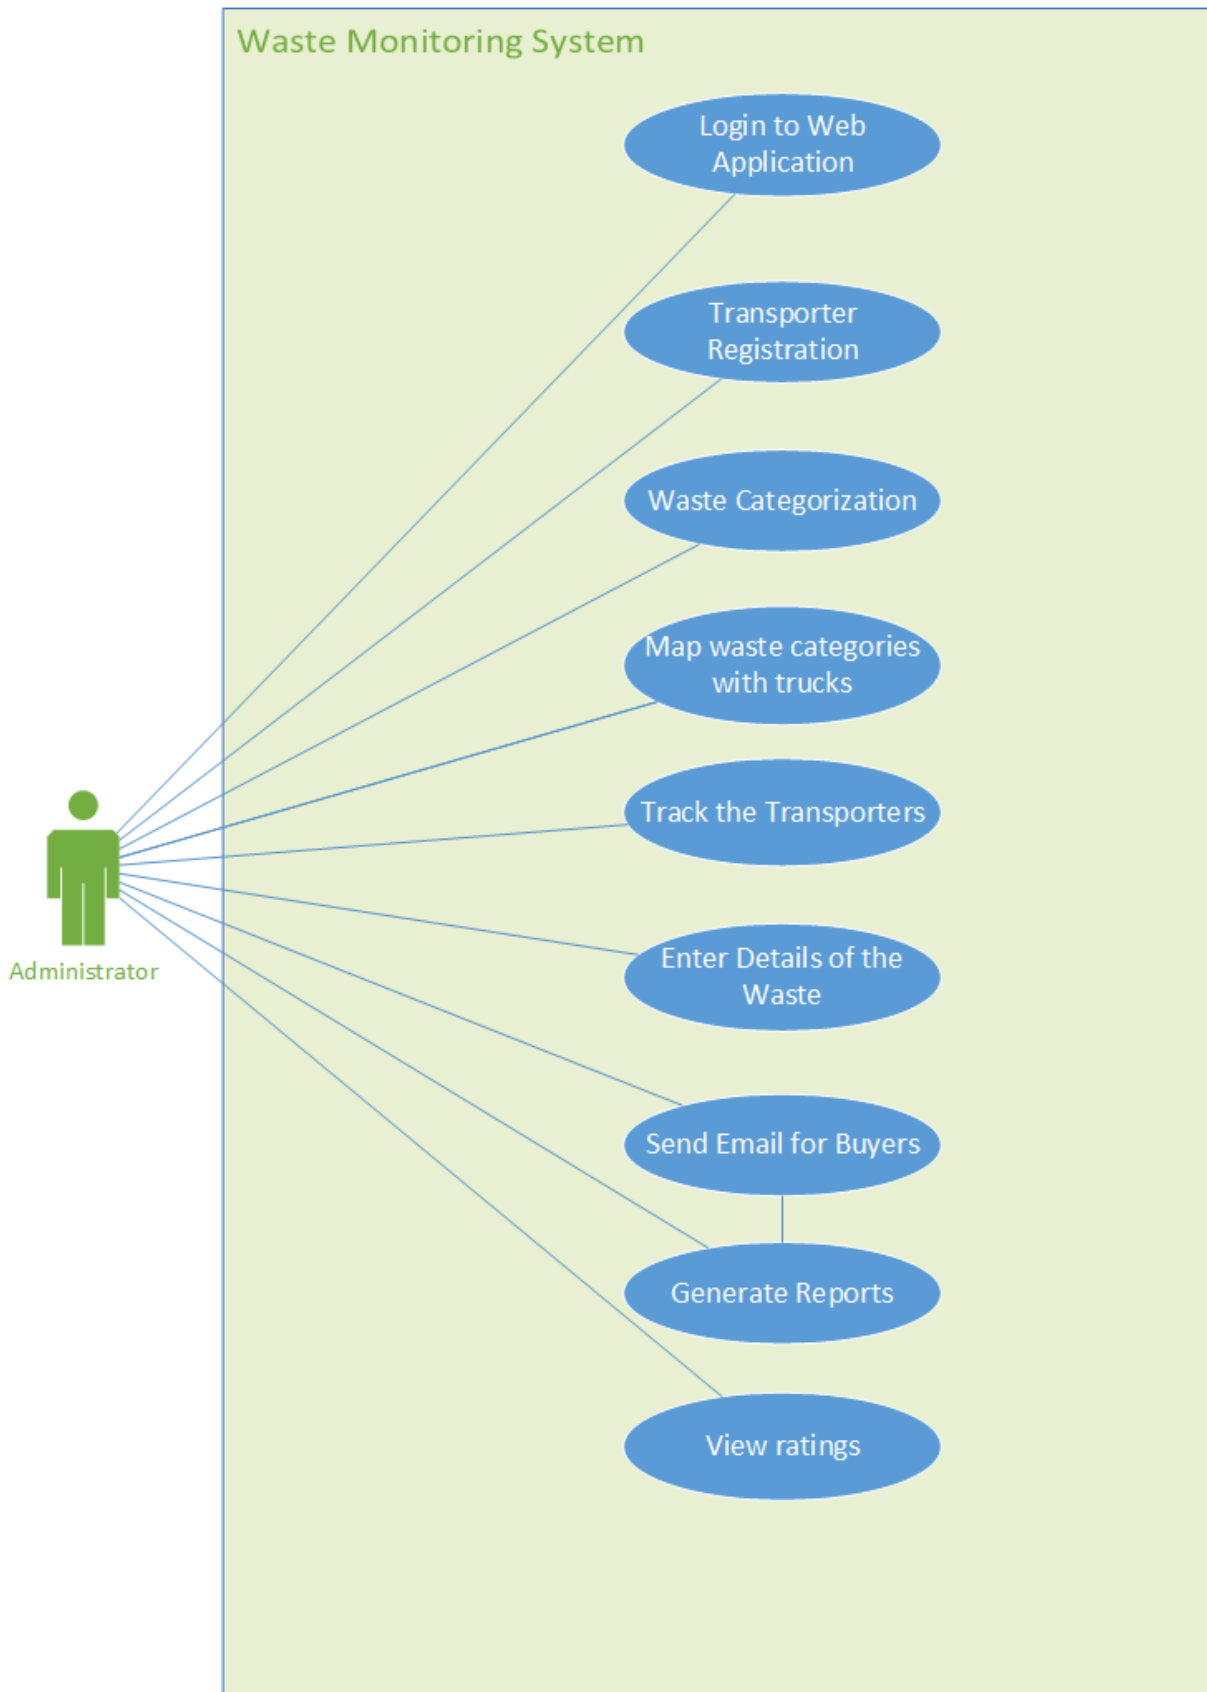 Waste Monitoring System
Login to Web
Application
Transporter
Registration
Waste Categorization
Map waste categories
with trucks
Track the Transporters
Enter Details of the
Waste
Administrator
Send Email for Buyers
Generate Reports
View ratings